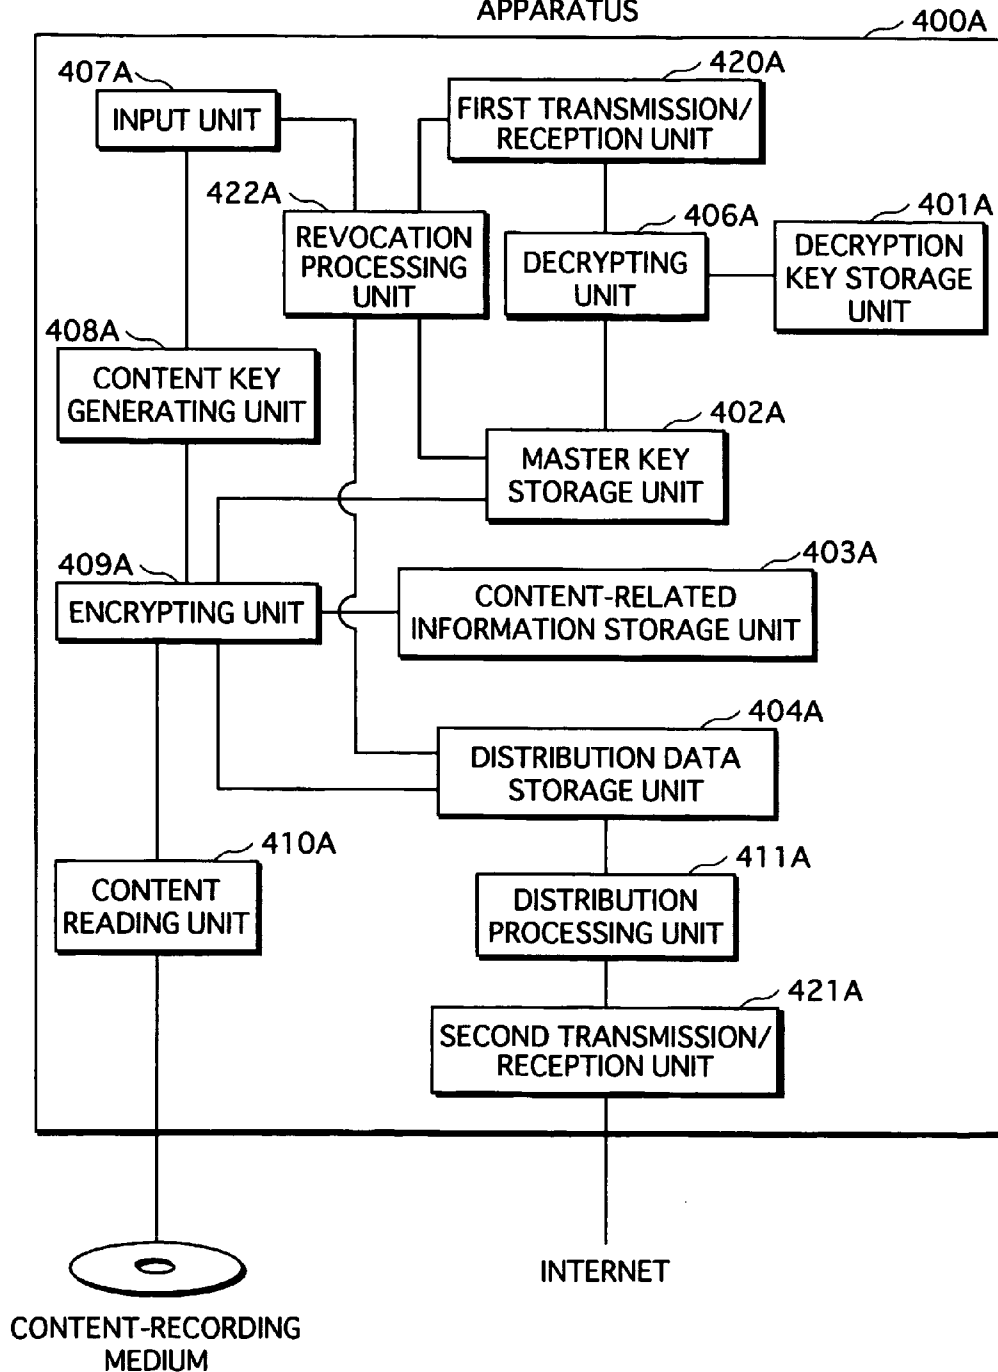 APPARATUS
400A
407A
INPUT UNIT
420A
FIRST TRANSMISSION/
RECEPTION UNIT
422A
REVOCATION
PROCESSING
UNIT
406A
DECRYPTING
UNIT
401A
DECRYPTION
KEY STORAGE
UNIT
408A
CONTENT KEY
GENERATING UNIT
402A
MASTER KEY
STORAGE UNIT
409A
ENCRYPTING UNIT
403A
CONTENT-RELATED
INFORMATION STORAGE UNIT
404A
DISTRIBUTION DATA
STORAGE UNIT
410A
CONTENT
READING UNIT
411A
DISTRIBUTION
PROCESSING UNIT
421A
SECOND TRANSMISSION/
RECEPTION UNIT
INTERNET
CONTENT-RECORDING
MEDIUM